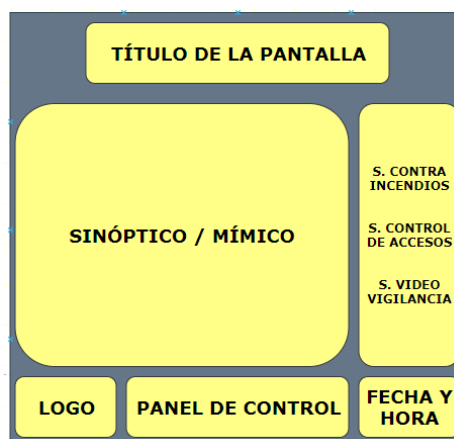 TÍTULO DE LA PANTALLA
SINÓPTICO / MÍMICO
S. CONTRA
INCENDIOS
S. CONTROL
DE ACCESOS
S. VIDEO
VIGILANCIA
LOGO
PANEL DE CONTROL
FECHA Y
HORA